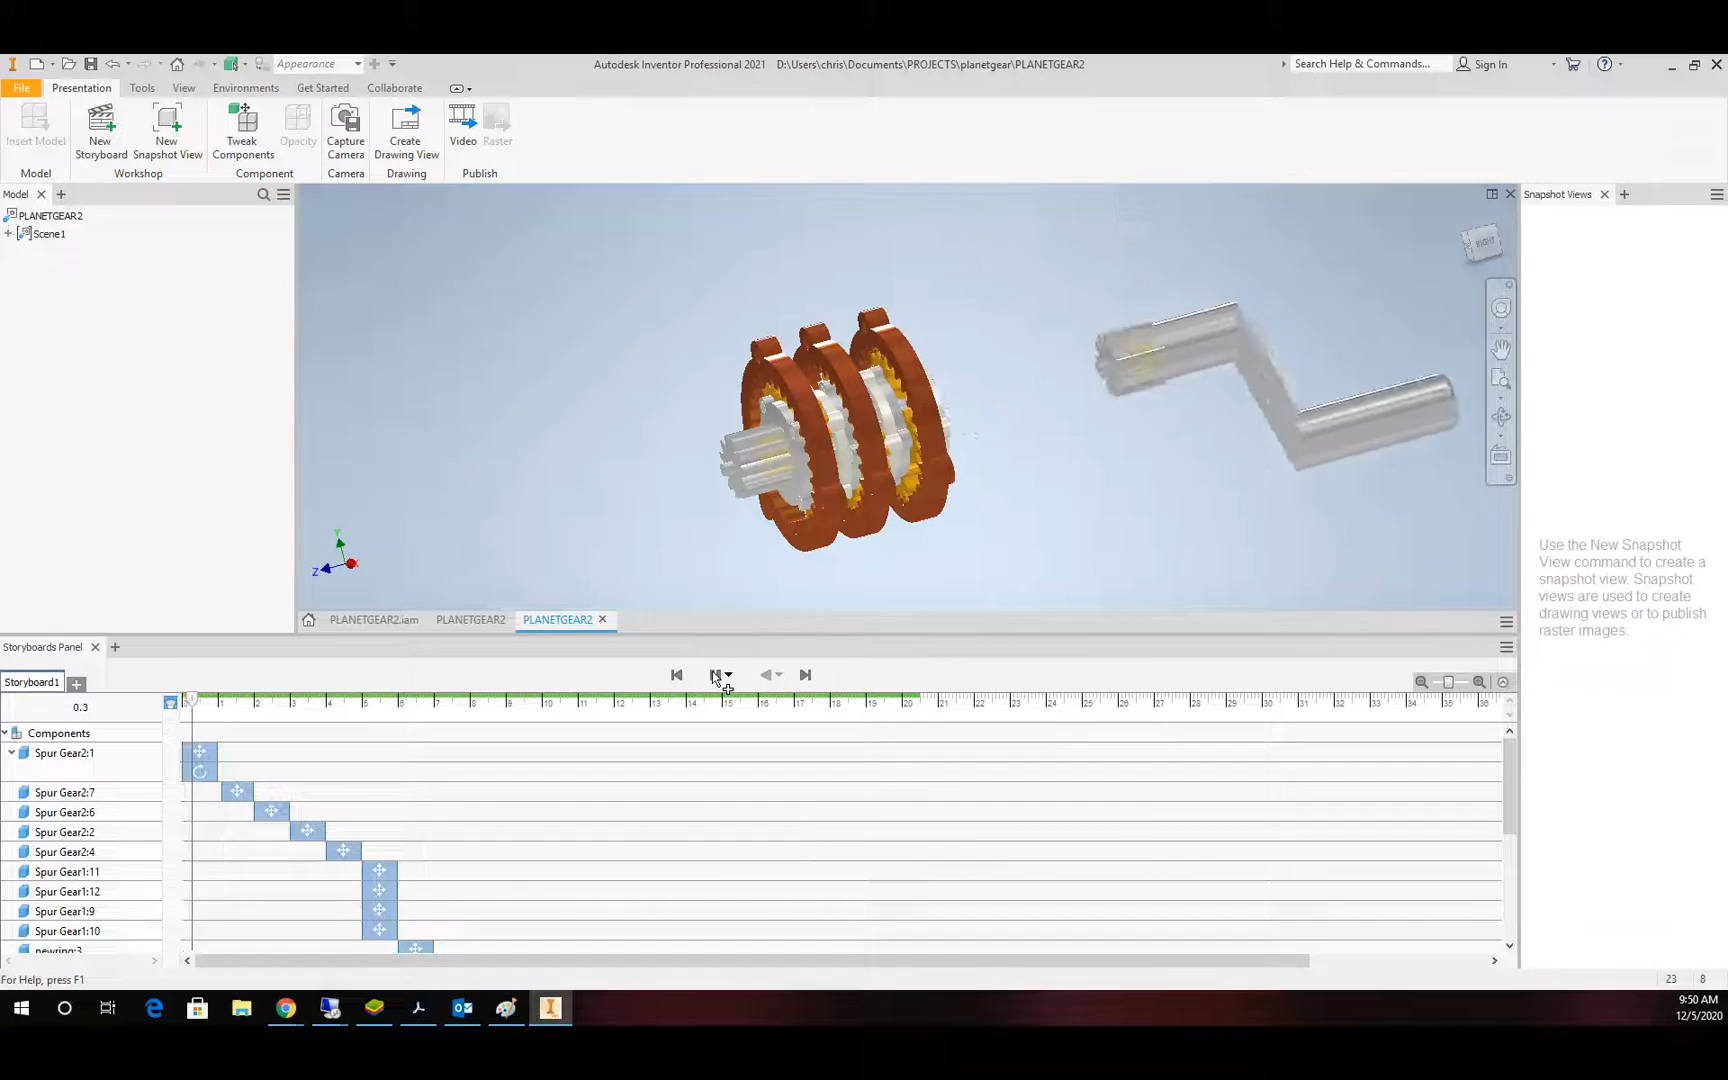 Appearance
Autodesk Inventor Professional 2021 D:\Users\chris\Documents\PROJECTS\planetgear\PLANETGEAR2
Search Help & Commands...
Sign In
File Presentation Tools View Environments Get Started Collaborate
Insert Model
New Storyboard
New Snapshot View
Tweak Components
Opacity
Capture Camera
Create Drawing View
Video
Raster
Model Workshop Component Camera Drawing Publish
Model
Snapshot Views
PLANETGEAR2
Scene1
RIGHT
Use the New Snapshot
View command to create a
snapshot view. Snapshot
views are used to create
drawing views or to publish
raster images.
Y
Z
PLANETGEAR2.iam PLANETGEAR2 PLANETGEAR2
Storyboards Panel
Storyboard1
0.3
1 2 3 4 5 6 7 8 9 10 11 12 13 14 15 16 17 18 19 20 21 22 23 24 25 26 27 28 29 30 31 32 33 34 35 36
Components
Spur Gear2:1
Spur Gear2:7
Spur Gear2:6
Spur Gear2:2
Spur Gear2:4
Spur Gear1:11
Spur Gear1:12
Spur Gear1:9
Spur Gear1:10
newring:3
For Help, press F1
23 8
9:50 AM
12/5/2020